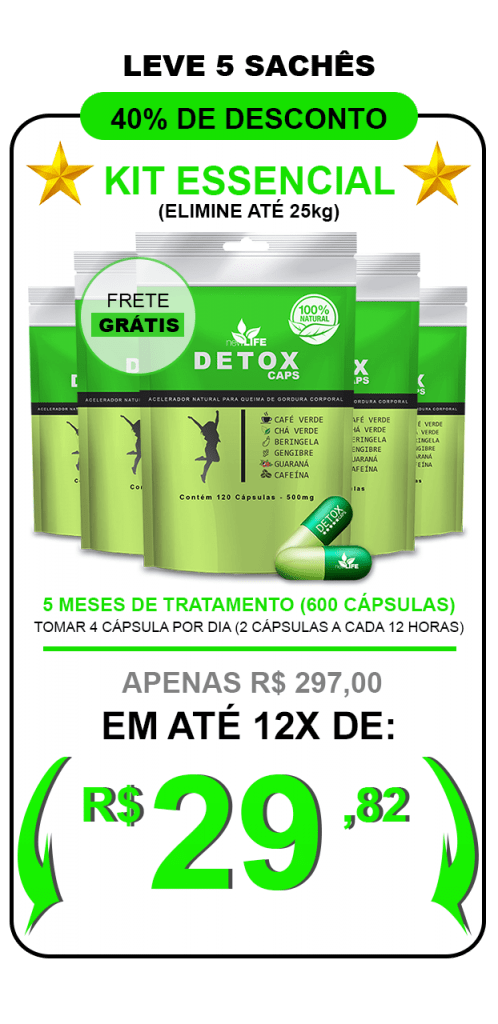 LEVE 5 SACHÊS
40% DE DESCONTO
KIT ESSENCIAL
(ELIMINE ATÉ 25kg)
FRETE
GRÁTIS
100%
NATURAL
newLIFE
DETOX
CAPS
ACELERADOR NATURAL PARA QUEIMA DE GORDURA CORPORAL
CAFÉ VERDE
CHÁ VERDE
BERINGELA
GENGIBRE
GUARANÁ
CAFEÍNA
Contém 120 Cápsulas - 500mg
DETOX
CAPS
newLIFE
5 MESES DE TRATAMENTO (600 CÁPSULAS)
TOMAR 4 CÁPSULA POR DIA (2 CÁPSULAS A CADA 12 HORAS)
APENAS R$ 297,00
EM ATÉ 12X DE:
R$ 29,82